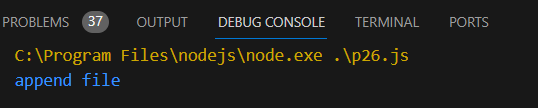 PROBLEMS 37 OUTPUT DEBUG CONSOLE TERMINAL PORTS
C:\Program Files\nodejs\node.exe .\p26.js
append file